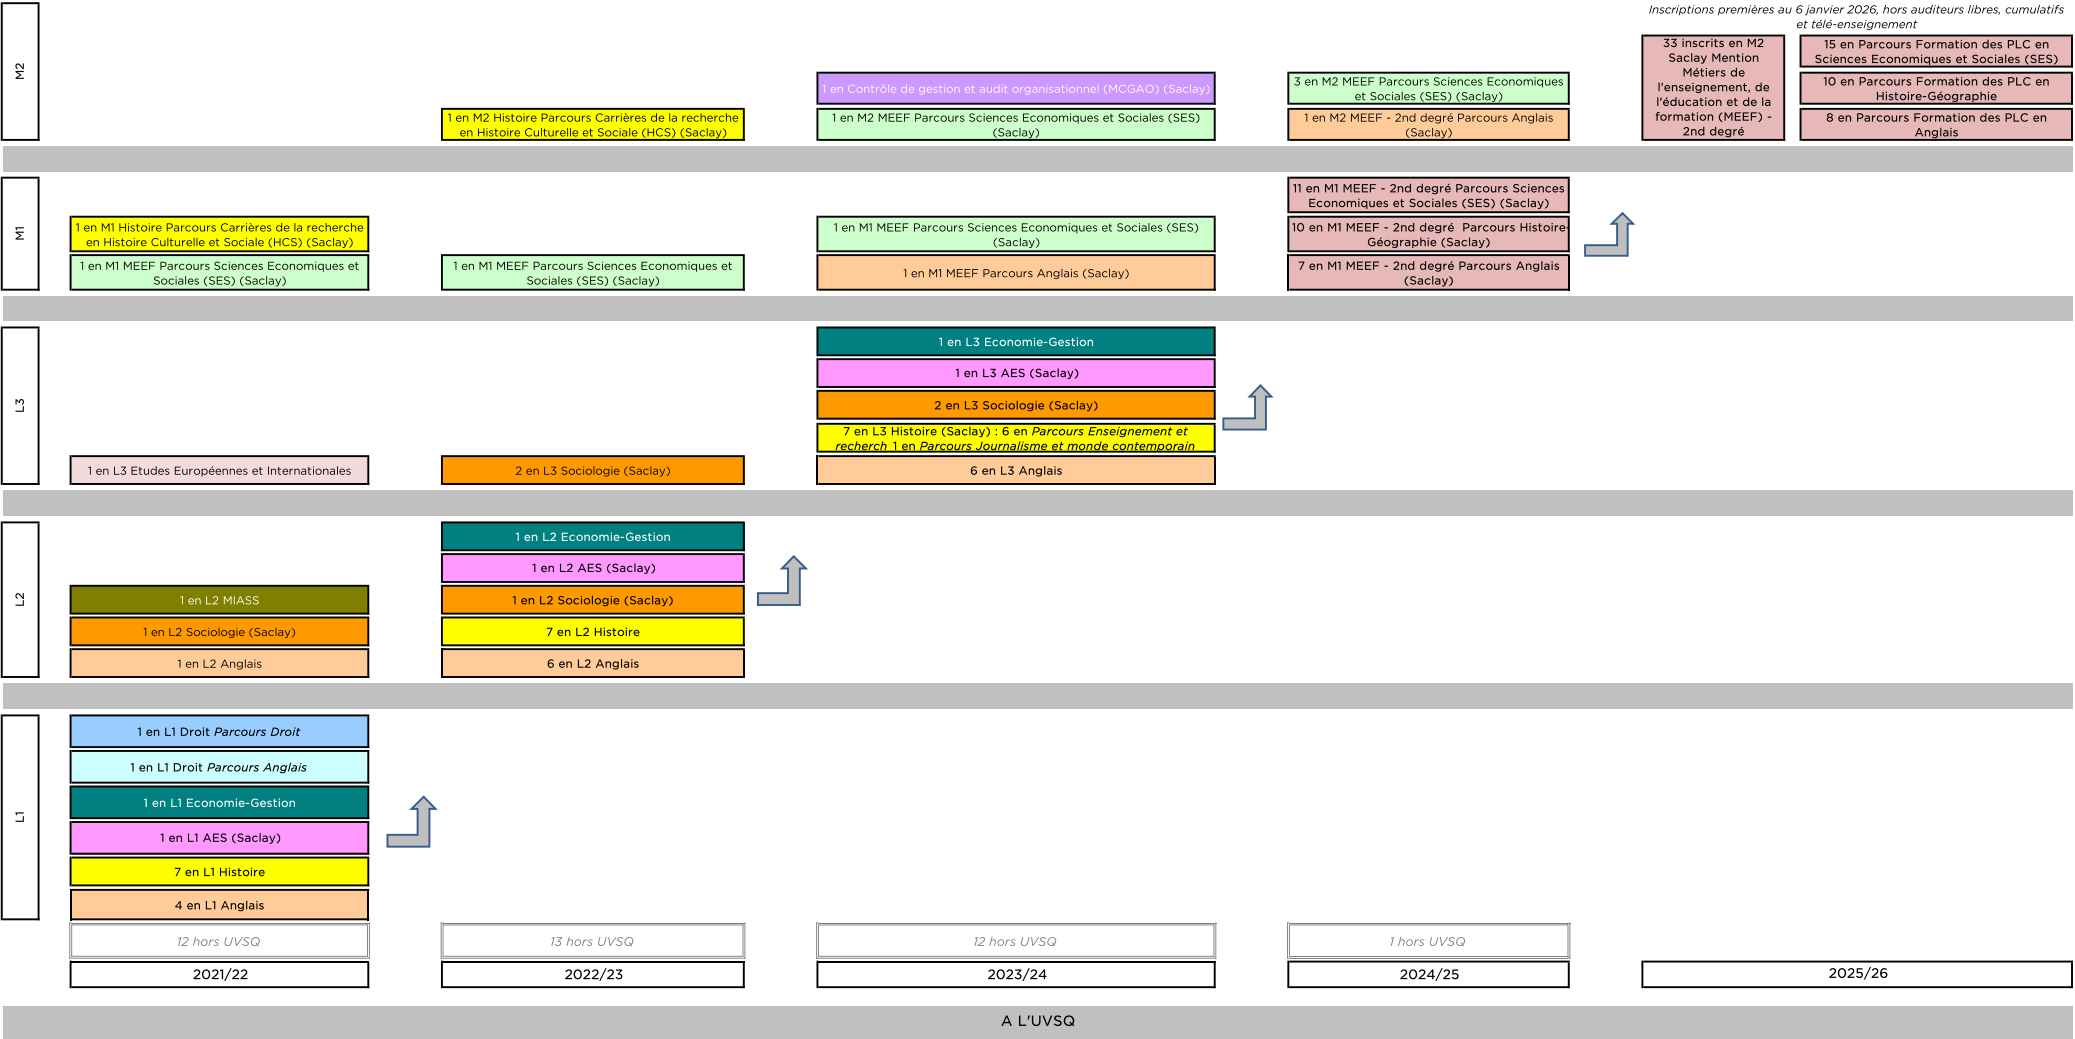 Inscriptions premières au 6 janvier 2026, hors auditeurs libres, cumulatifs
et télé-enseignement
M2
33 inscrits en M2
Saclay Mention
Métiers de
l'enseignement, de
l'éducation et de la
formation (MEEF) -
2nd degré
15 en Parcours Formation des PLC en
Sciences Economiques et Sociales (SES)
10 en Parcours Formation des PLC en
Histoire-Géographie
8 en Parcours Formation des PLC en
Anglais
1 en Contrôle de gestion et audit organisationnel (MCGAO) (Saclay)
3 en M2 MEEF Parcours Sciences Economiques
et Sociales (SES) (Saclay)
1 en M2 Histoire Parcours Carrières de la recherche
en Histoire Culturelle et Sociale (HCS) (Saclay)
1 en M2 MEEF Parcours Sciences Economiques et Sociales (SES)
(Saclay)
1 en M2 MEEF - 2nd degré Parcours Anglais
(Saclay)
M1
11 en M1 MEEF - 2nd degré Parcours Sciences
Economiques et Sociales (SES) (Saclay)
1 en M1 Histoire Parcours Carrières de la recherche
en Histoire Culturelle et Sociale (HCS) (Saclay)
1 en M1 MEEF Parcours Sciences Economiques et Sociales (SES)
(Saclay)
10 en M1 MEEF - 2nd degré  Parcours Histoire-
Géographie (Saclay)
1 en M1 MEEF Parcours Sciences Economiques et
Sociales (SES) (Saclay)
1 en M1 MEEF Parcours Sciences Economiques et
Sociales (SES) (Saclay)
1 en M1 MEEF Parcours Anglais (Saclay)
7 en M1 MEEF - 2nd degré Parcours Anglais
(Saclay)
L3
1 en L3 Economie-Gestion
1 en L3 AES (Saclay)
2 en L3 Sociologie (Saclay)
7 en L3 Histoire (Saclay) : 6 en Parcours Enseignement et
recherch 1 en Parcours Journalisme et monde contemporain
1 en L3 Etudes Européennes et Internationales
2 en L3 Sociologie (Saclay)
6 en L3 Anglais
L2
1 en L2 Economie-Gestion
1 en L2 AES (Saclay)
1 en L2 MIASS
1 en L2 Sociologie (Saclay)
1 en L2 Sociologie (Saclay)
7 en L2 Histoire
1 en L2 Anglais
6 en L2 Anglais
L1
1 en L1 Droit Parcours Droit
1 en L1 Droit Parcours Anglais
1 en L1 Economie-Gestion
1 en L1 AES (Saclay)
7 en L1 Histoire
4 en L1 Anglais
12 hors UVSQ
13 hors UVSQ
12 hors UVSQ
1 hors UVSQ
2021/22
2022/23
2023/24
2024/25
2025/26
A L'UVSQ